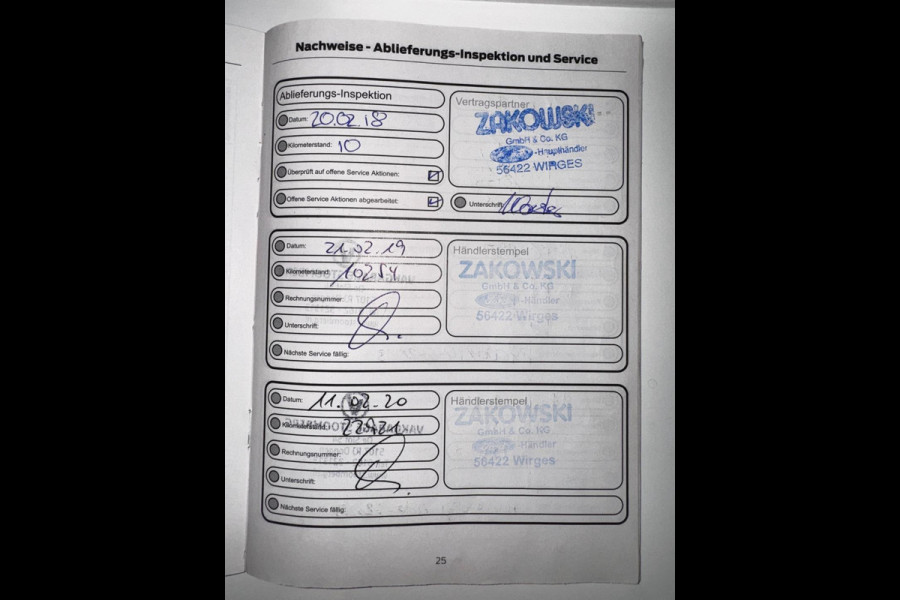 Nachweise - Ablieferungs-Inspektion und Service
Ablieferungs-Inspektion
Datum: 20.02.18
Kilometerstand: 10
Überprüft auf offene Service Aktionen:
Offene Service Aktionen abgearbeitet:
Vertragspartner
ZAKOWSKI
GmbH & Co. KG
-Haupthändler
56422 WIRGES
Unterschrift:
Datum: 21.02.19
Kilometerstand: 10254
Rechnungsnummer:
Unterschrift:
Nächste Service fällig:
Händlerstempel
ZAKOWSKI
GmbH & Co. KG
-Händler
56422 Wirges
Datum: 11.02.20
Kilometerstand:
Rechnungsnummer:
Unterschrift:
Nächste Service fällig:
Händlerstempel
ZAKOWSKI
GmbH & Co. KG
-Händler
56422 Wirges
25